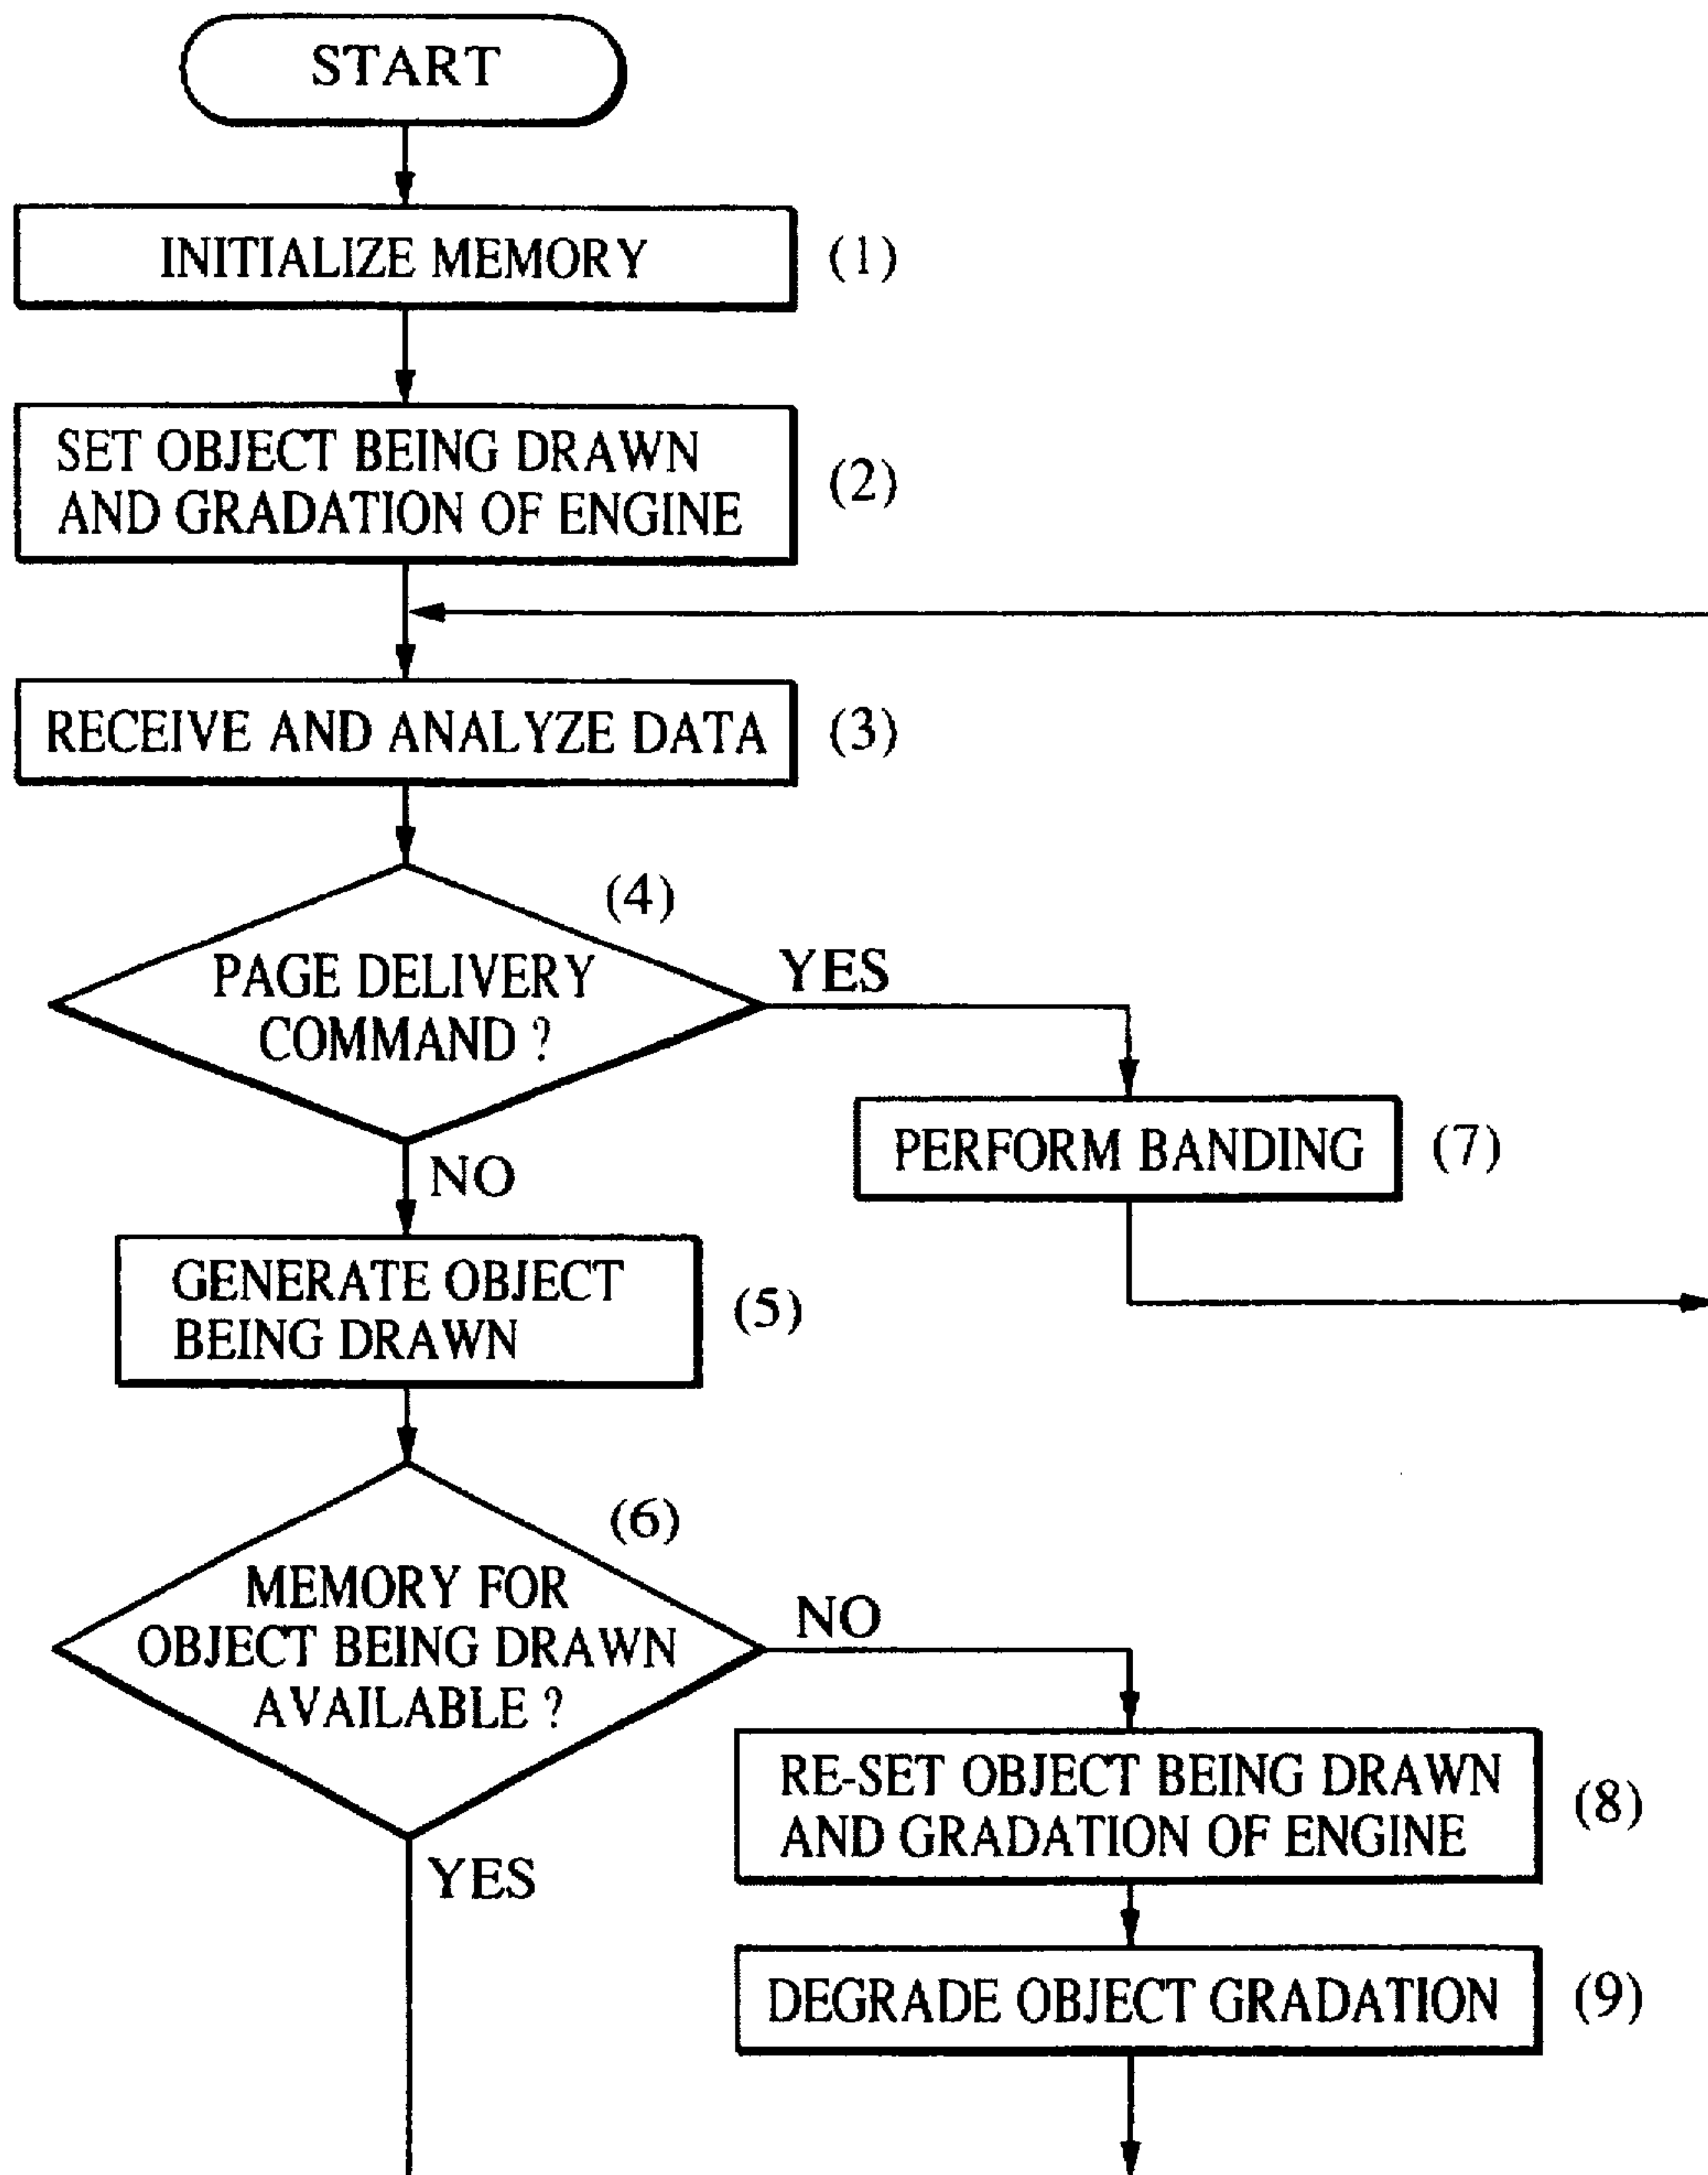 START
INITIALIZE MEMORY
(1)
SET OBJECT BEING DRAWN
AND GRADATION OF ENGINE
(2)
RECEIVE AND ANALYZE DATA
(3)
(4)
PAGE DELIVERY
COMMAND ?
YES
NO
PERFORM BANDING
(7)
GENERATE OBJECT
BEING DRAWN
(5)
(6)
MEMORY FOR
OBJECT BEING DRAWN
AVAILABLE ?
NO
YES
RE-SET OBJECT BEING DRAWN
AND GRADATION OF ENGINE
(8)
DEGRADE OBJECT GRADATION
(9)